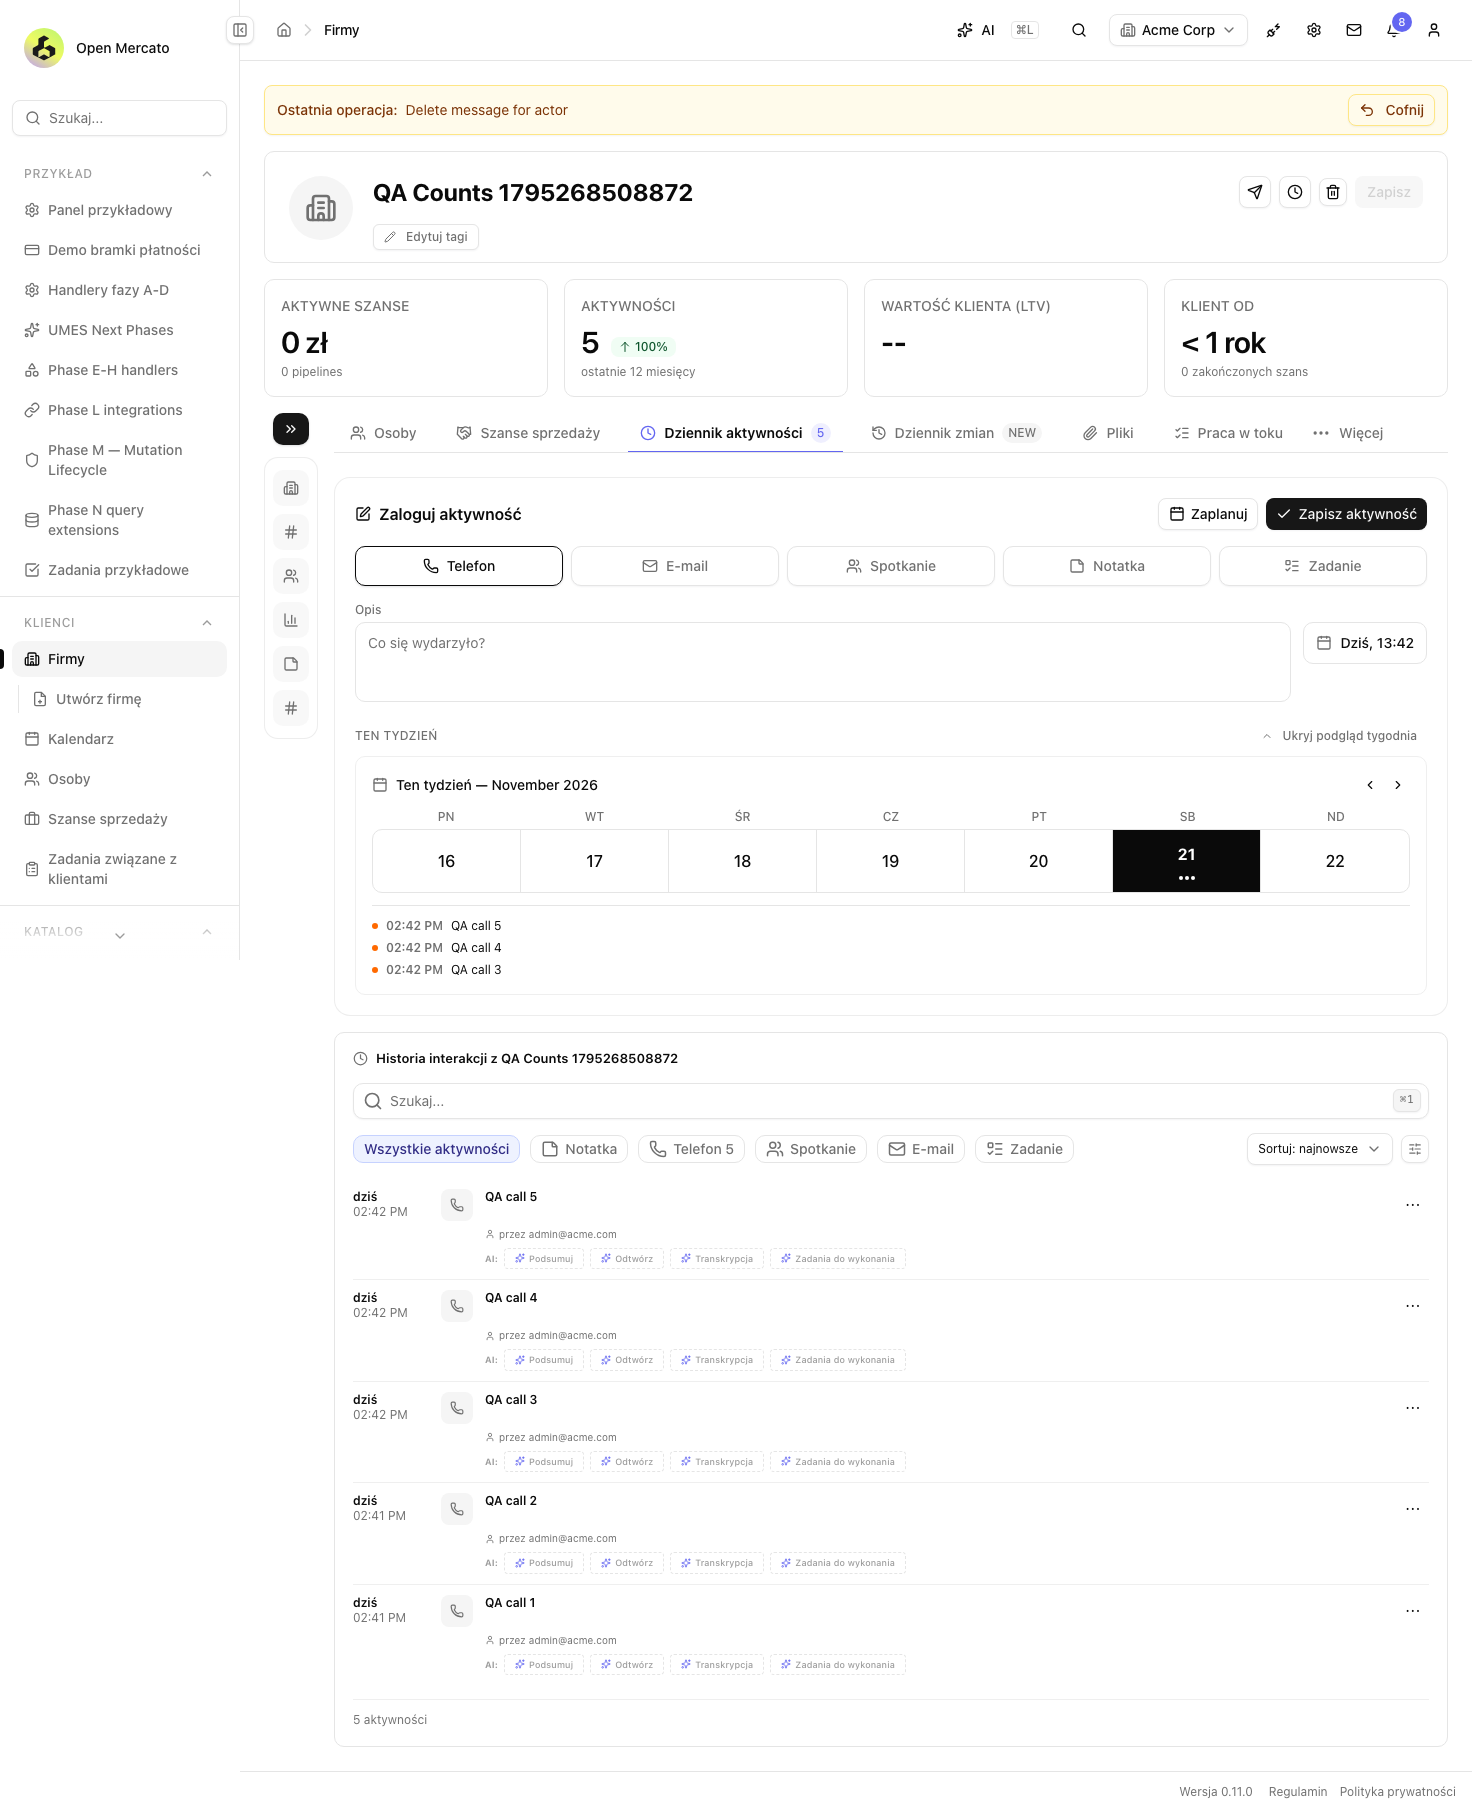 Open Mercato
Firmy
AI
⌘L
Acme Corp
8
Szukaj...
Ostatnia operacja: Delete message for actor
Cofnij
PRZYKŁAD
Panel przykładowy
Demo bramki płatności
Handlery fazy A-D
UMES Next Phases
Phase E-H handlers
Phase L integrations
Phase M — Mutation
Lifecycle
Phase N query
extensions
Zadania przykładowe
KLIENCI
Firmy
Utwórz firmę
Kalendarz
Osoby
Szanse sprzedaży
Zadania związane z
klientami
KATALOG
QA Counts 1795268508872
Edytuj tagi
Zapisz
AKTYWNE SZANSE
0 zł
0 pipelines
AKTYWNOŚCI
5
↑ 100%
ostatnie 12 miesięcy
WARTOŚĆ KLIENTA (LTV)
--
KLIENT OD
< 1 rok
0 zakończonych szans
Osoby
Szanse sprzedaży
Dziennik aktywności 5
Dziennik zmian NEW
Pliki
Praca w toku
Więcej
Zaloguj aktywność
Zaplanuj
Zapisz aktywność
Telefon
E-mail
Spotkanie
Notatka
Zadanie
Opis
Co się wydarzyło?
Dziś, 13:42
TEN TYDZIEŃ
Ukryj podgląd tygodnia
Ten tydzień — November 2026
PN WT ŚR CZ PT SB ND
16 17 18 19 20 21 22
02:42 PM QA call 5
02:42 PM QA call 4
02:42 PM QA call 3
Historia interakcji z QA Counts 1795268508872
Szukaj...
⌘1
Wszystkie aktywności
Notatka
Telefon 5
Spotkanie
E-mail
Zadanie
Sortuj: najnowsze
dziś
02:42 PM
QA call 5
przez admin@acme.com
AI: Podsumuj Odtwórz Transkrypcja Zadania do wykonania
dziś
02:42 PM
QA call 4
przez admin@acme.com
AI: Podsumuj Odtwórz Transkrypcja Zadania do wykonania
dziś
02:42 PM
QA call 3
przez admin@acme.com
AI: Podsumuj Odtwórz Transkrypcja Zadania do wykonania
dziś
02:41 PM
QA call 2
przez admin@acme.com
AI: Podsumuj Odtwórz Transkrypcja Zadania do wykonania
dziś
02:41 PM
QA call 1
przez admin@acme.com
AI: Podsumuj Odtwórz Transkrypcja Zadania do wykonania
5 aktywności
Wersja 0.11.0 Regulamin Polityka prywatności